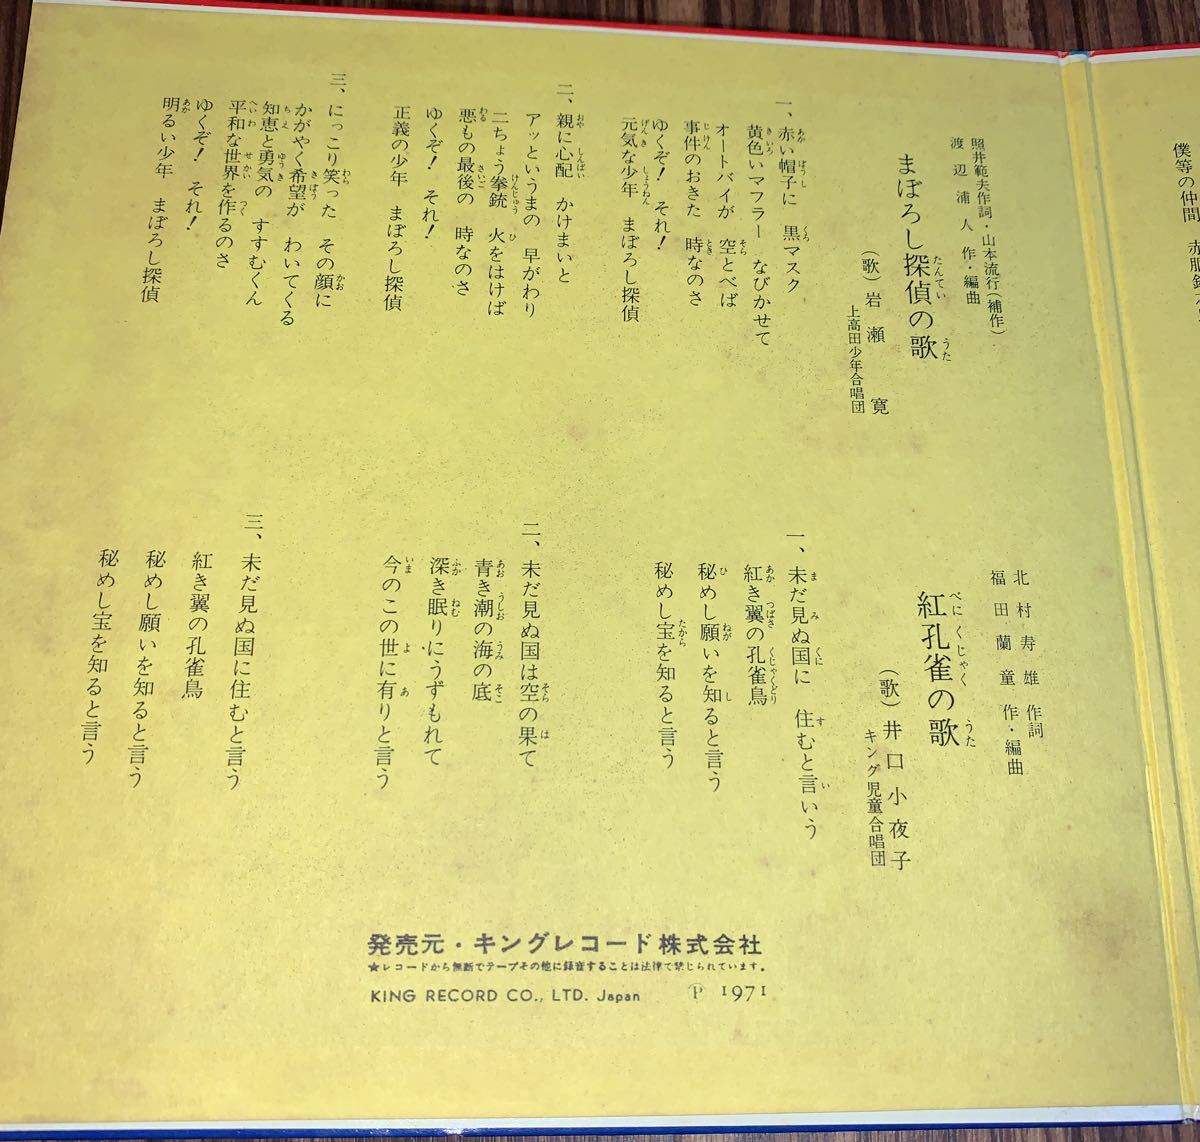 僕等の仲間
照井範夫作詞・山本流行(補作)
渡辺浦人作・編曲
まぼろし探偵の歌
(歌)岩瀬寛
上高田少年合唱団
一、赤い帽子に 黒マスク
黄色いマフラー なびかせて
オートバイが 空とべば
事件のおきた 時なのさ
ゆくぞ! それ!
元気な少年 まぼろし探偵
二、親に心配 かけまいと
アッというまの 早がわり
二ちょう拳銃 火をはけば
悪もの最後の 時なのさ
ゆくぞ! それ!
正義の少年 まぼろし探偵
三、にっこり笑った その顔に
かがやく希望が わいてくる
知恵と勇気の すすむくん
平和な世界を作るのさ
ゆくぞ! それ!
明るい少年 まぼろし探偵
北村寿雄作詞
福田蘭童作・編曲
紅孔雀の歌
(歌)井口小夜子
キング児童合唱団
一、未だ見ぬ国に 住むと言いう
紅き翼の孔雀鳥
秘めし願いを知ると言う
秘めし宝を知ると言う
二、未だ見ぬ国は空の果て
青き潮の海の底
深き眠りにうずもれて
今のこの世に有りと言う
三、未だ見ぬ国に住むと言う
紅き翼の孔雀鳥
秘めし願いを知ると言う
秘めし宝を知ると言う
発売元・キングレコード株式会社
★レコードから無断でテープその他に録音することは法律で禁じられています。
KING RECORD CO., LTD. Japan Ⓟ 1971